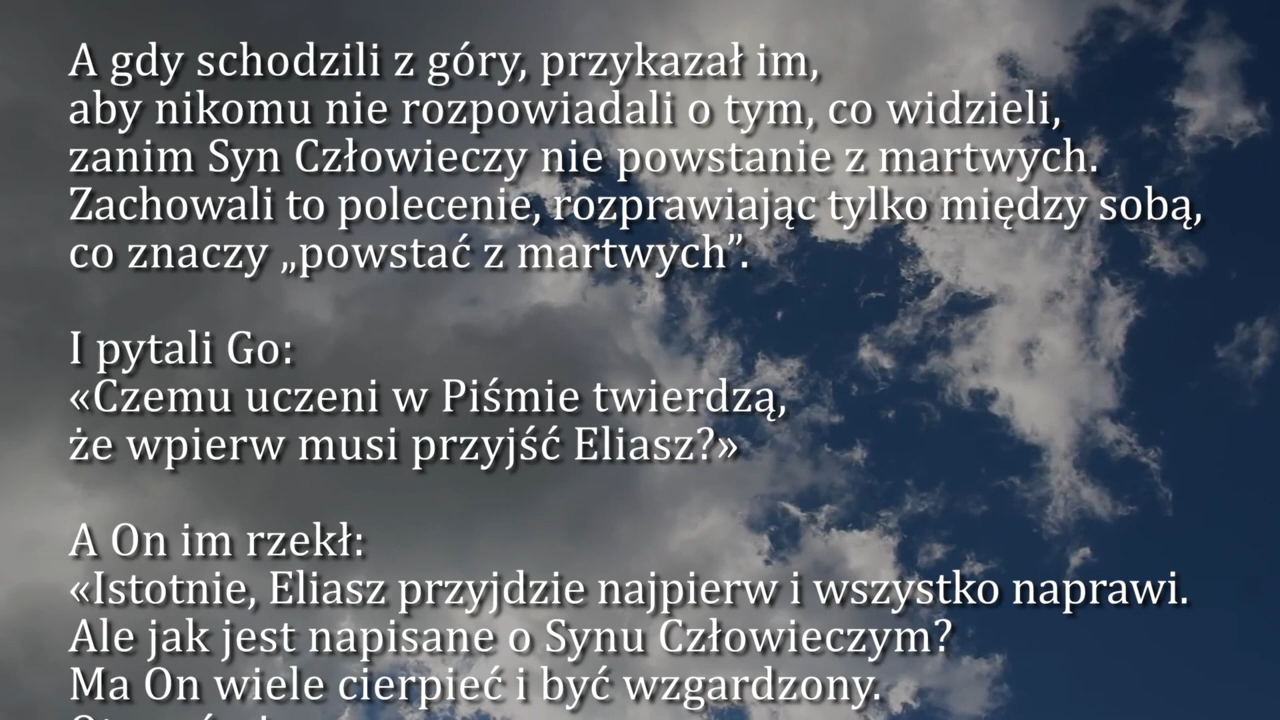 A gdy schodzili z góry, przykazał im,
aby nikomu nie rozpowiadali o tym, co widzieli,
zanim Syn Człowieczy nie powstanie z martwych.
Zachowali to polecenie, rozprawiając tylko między sobą,
co znaczy „powstać z martwych”.
I pytali Go:
«Czemu uczeni w Piśmie twierdzą,
że wpierw musi przyjść Eliasz?»
A On im rzekł:
«Istotnie, Eliasz przyjdzie najpierw i wszystko naprawi.
Ale jak jest napisane o Synu Człowieczym?
Ma On wiele cierpieć i być wzgardzony.